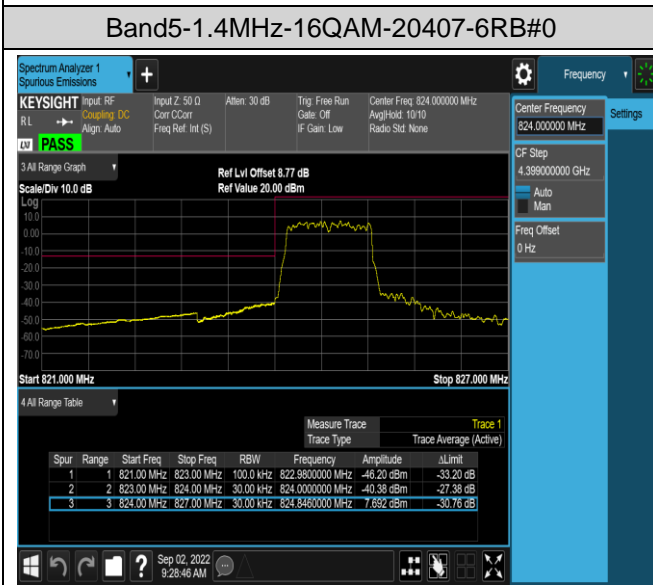 Band5-1.4MHz-16QAM-20407-6RB#0
Spectrum Analyzer 1
Spurious Emissions
+
Frequency
KEYSIGHT Input: RF Input Z: 50 Ω Atten: 30 dB Trig: Free Run Center Freq: 824.000000 MHz
RL Coupling: DC Corr CCorr Gate: Off Avg|Hold: 10/10
Align: Auto Freq Ref: Int (S) IF Gain: Low Radio Std: None
LXI PASS
Center Frequency
824.000000 MHz
Settings
CF Step
4.399000000 GHz
Auto
Man
Freq Offset
0 Hz
3 All Range Graph
Ref Lvl Offset 8.77 dB
Scale/Div 10.0 dB Ref Value 20.00 dBm
Log
10.0
0.00
-10.0
-20.0
-30.0
-40.0
-50.0
-60.0
-70.0
Start 821.000 MHz Stop 827.000 MHz
4 All Range Table
Measure Trace Trace 1
Trace Type Trace Average (Active)
Spur Range Start Freq Stop Freq RBW Frequency Amplitude ΔLimit
1 1 821.00 MHz 823.00 MHz 100.0 kHz 822.9800000 MHz -46.20 dBm -33.20 dB
2 2 823.00 MHz 824.00 MHz 30.00 kHz 824.0000000 MHz -40.38 dBm -27.38 dB
3 3 824.00 MHz 827.00 MHz 30.00 kHz 824.8460000 MHz 7.692 dBm -30.76 dB
? Sep 02, 2022
9:28:46 AM